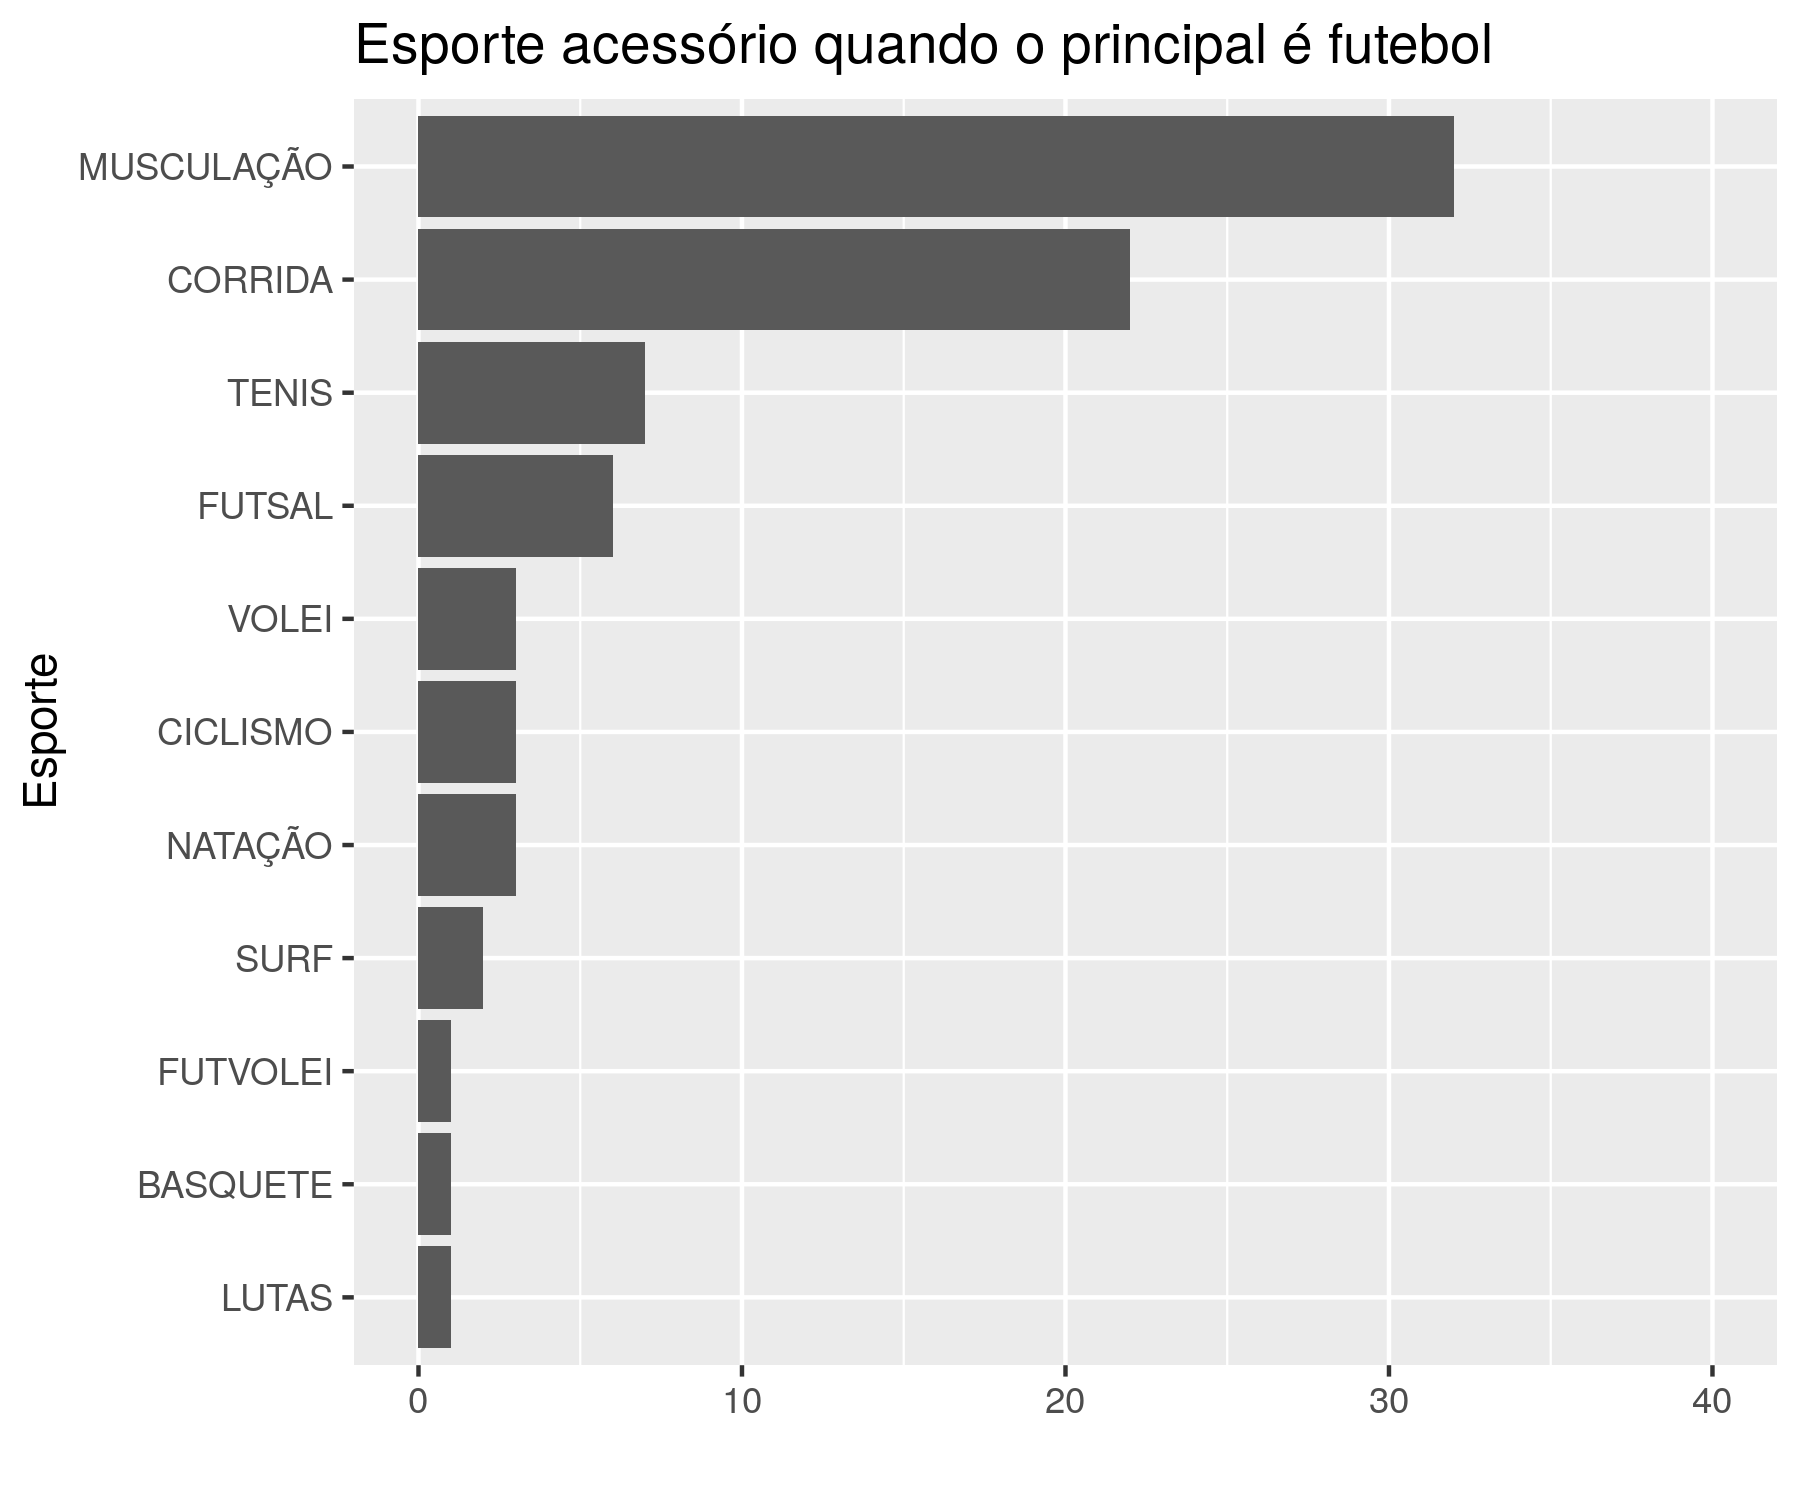 Esporte acessório quando o principal é futebol
Esporte
MUSCULAÇÃO
CORRIDA
TENIS
FUTSAL
VOLEI
CICLISMO
NATAÇÃO
SURF
FUTVOLEI
BASQUETE
LUTAS
0 10 20 30 40